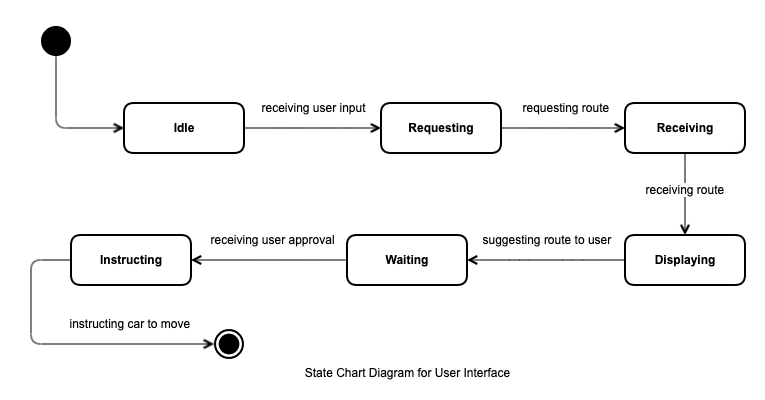 receiving user input
requesting route
Idle
Requesting
Receiving
receiving route
receiving user approval
suggesting route to user
Instructing
Waiting
Displaying
instructing car to move
State Chart Diagram for User Interface